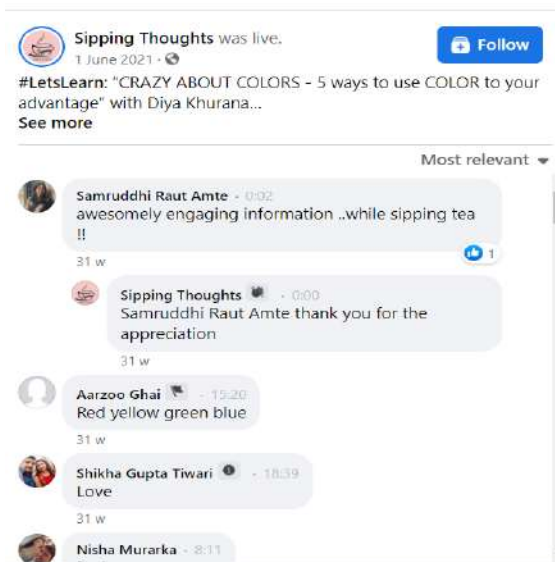 Sipping Thoughts was live.
1 June 2021 ·
Follow
#LetsLearn: "CRAZY ABOUT COLORS - 5 ways to use COLOR to your
advantage" with Diya Khurana...
See more
Most relevant
Samruddhi Raut Amte · 0:02
awesomely engaging information ..while sipping tea
!!
1
31 w
Sipping Thoughts · 0:00
Samruddhi Raut Amte thank you for the
appreciation
31 w
Aarzoo Ghai · 15:20
Red yellow green blue
31 w
Shikha Gupta Tiwari · 18:39
Love
31 w
Nisha Murarka · 8:11